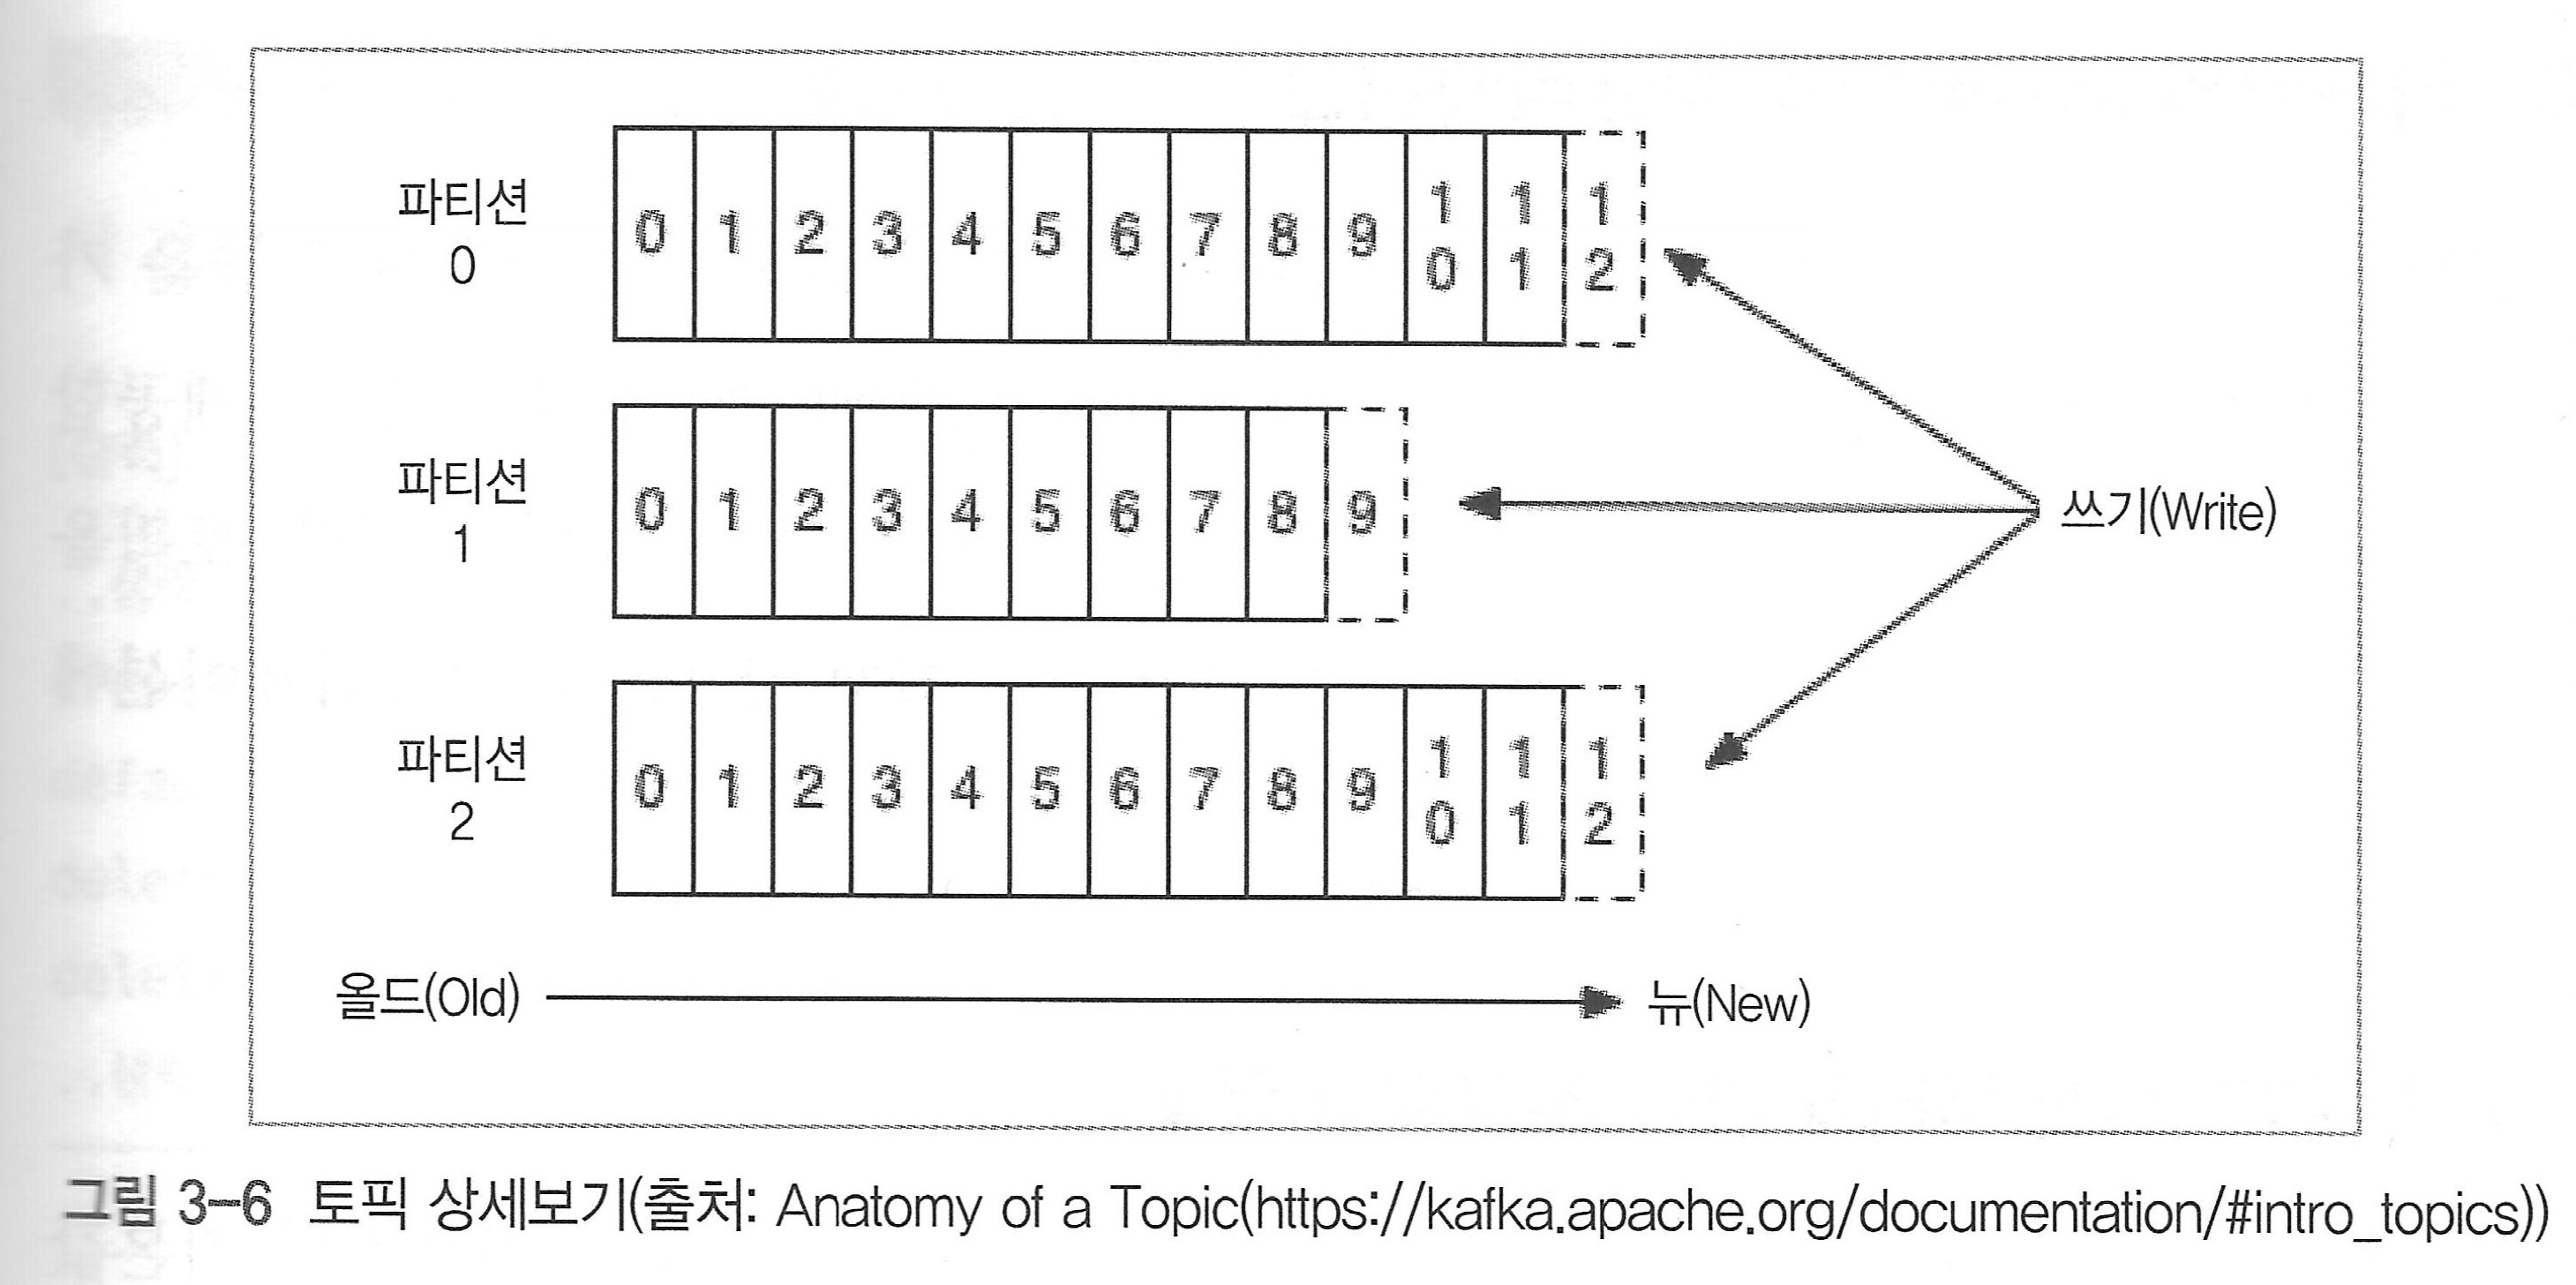 파티션
0
0 1 2 3 4 5 6 7 8 9 10 11 12
파티션
1
0 1 2 3 4 5 6 7 8 9
쓰기(Write)
파티션
2
0 1 2 3 4 5 6 7 8 9 10 11 12
올드(Old) 뉴(New)
그림 3-6 토픽 상세보기(출처: Anatomy of a Topic(https://kafka.apache.org/documentation/#intro_topics))